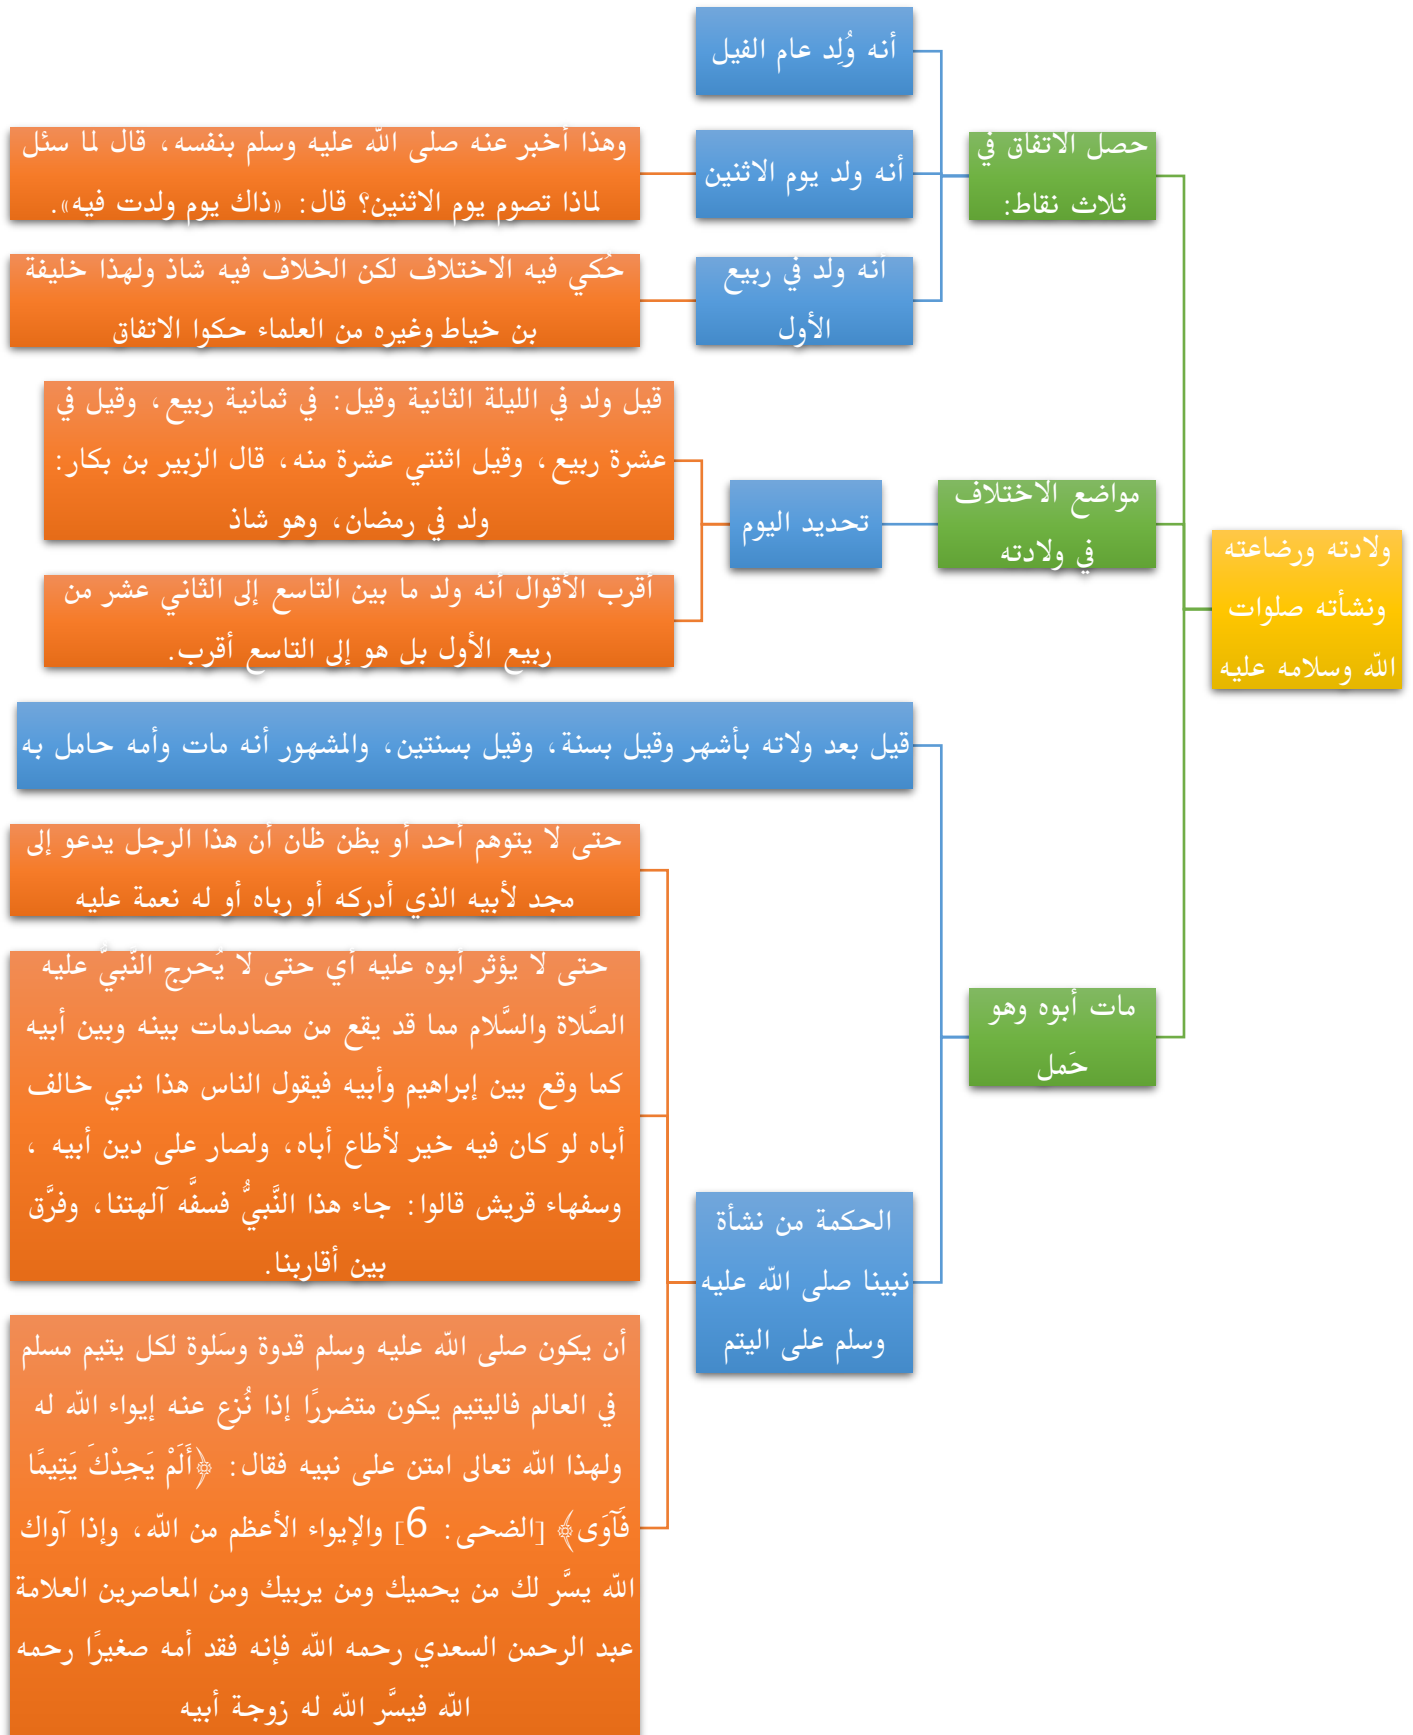 ولادته ورضاعته
ونشأته صلوات
الله وسلامه عليه
حصل الاتفاق في
ثلاث نقاط:
أنه وُلِد عام الفيل
أنه ولد يوم الاثنين
وهذا أخبر عنه صلى الله عليه وسلم بنفسه، قال لما سئل
لماذا تصوم يوم الاثنين؟ قال: «ذاك يوم ولدت فيه».
أنه ولد في ربيع
الأول
حُكي فيه الاختلاف لكن الخلاف فيه شاذ ولهذا خليفة
بن خياط وغيره من العلماء حكوا الاتفاق
مواضع الاختلاف
في ولادته
تحديد اليوم
قيل ولد في الليلة الثانية وقيل: في ثمانية ربيع، وقيل في
عشرة ربيع، وقيل اثنتي عشرة منه، قال الزبير بن بكار:
ولد في رمضان، وهو شاذ
أقرب الأقوال أنه ولد ما بين التاسع إلى الثاني عشر من
ربيع الأول بل هو إلى التاسع أقرب.
مات أبوه وهو
حَمل
قيل بعد ولاته بأشهر وقيل بسنة، وقيل بسنتين، والمشهور أنه مات وأمه حامل به
الحكمة من نشأة
نبينا صلى الله عليه
وسلم على اليتم
حتى لا يتوهم أحد أو يظن ظان أن هذا الرجل يدعو إلى
مجد لأبيه الذي أدركه أو رباه أو له نعمة عليه
حتى لا يؤثر أبوه عليه أي حتى لا يُحرج النَّبيَّ عليه
الصَّلاة والسَّلام مما قد يقع من مصادمات بينه وبين أبيه
كما وقع بين إبراهيم وأبيه فيقول الناس هذا نبي خالف
أباه لو كان فيه خير لأطاع أباه، ولصار على دين أبيه ،
وسفهاء قريش قالوا: جاء هذا النَّبيُّ فسفَّه آلهتنا، وفرَّق
بين أقاربنا.
أن يكون صلى الله عليه وسلم قدوة وسَلوة لكل يتيم مسلم
في العالم فاليتيم يكون متضررًا إذا نُزع عنه إيواء الله له
ولهذا الله تعالى امتن على نبيه فقال: ﴿أَلَمْ يَجِدْكَ يَتِيمًا
فَآوَى﴾ [الضحى: 6] والإيواء الأعظم من الله، وإذا آواك
الله يسَّر لك من يحميك ومن يربيك ومن المعاصرين العلامة
عبد الرحمن السعدي رحمه الله فإنه فقد أمه صغيرًا رحمه
الله فيسَّر الله له زوجة أبيه